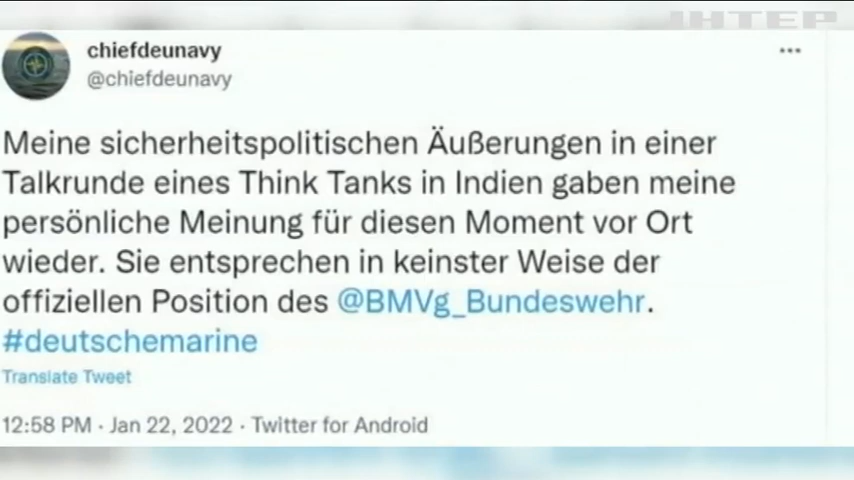 ІНТЕР
chiefdeunavy
@chiefdeunavy
Meine sicherheitspolitischen Äußerungen in einer
Talkrunde eines Think Tanks in Indien gaben meine
persönliche Meinung für diesen Moment vor Ort
wieder. Sie entsprechen in keinster Weise der
offiziellen Position des @BMVg_Bundeswehr.
#deutschemarine
Translate Tweet
12:58 PM · Jan 22, 2022 · Twitter for Android